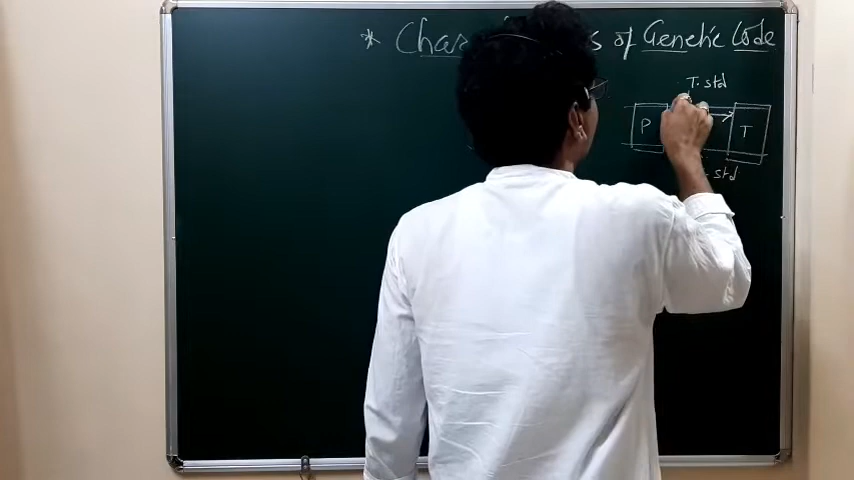 * Chara s of Genetic Code
T. std
P T
std